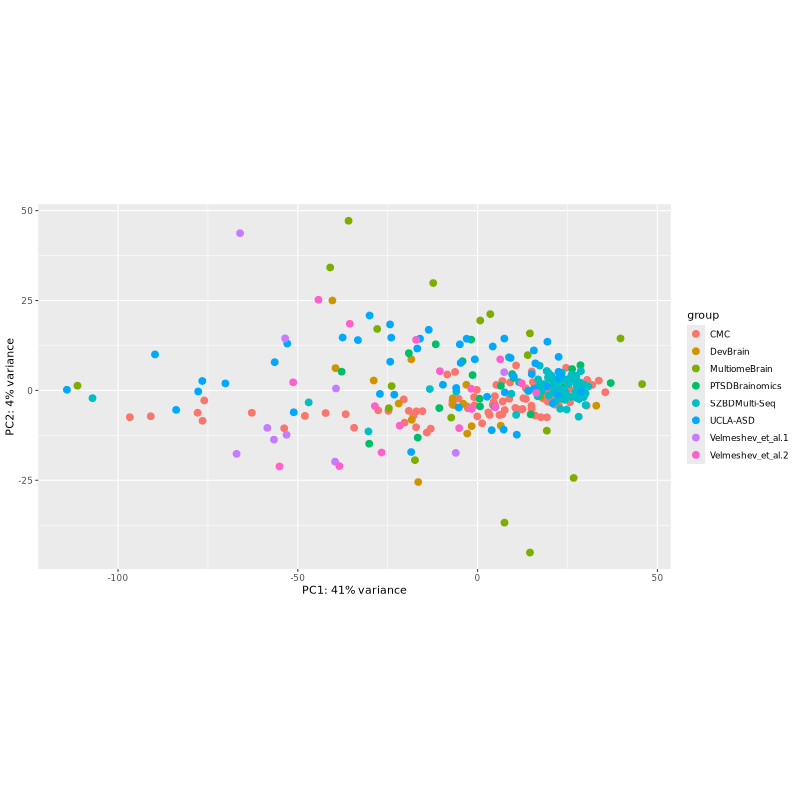 50
25
0
-25
PC2: 4% variance
-100
-50
0
50
PC1: 41% variance
group
CMC
DevBrain
MultiomeBrain
PTSDBrainomics
SZBDMulti-Seq
UCLA-ASD
Velmeshev_et_al.1
Velmeshev_et_al.2